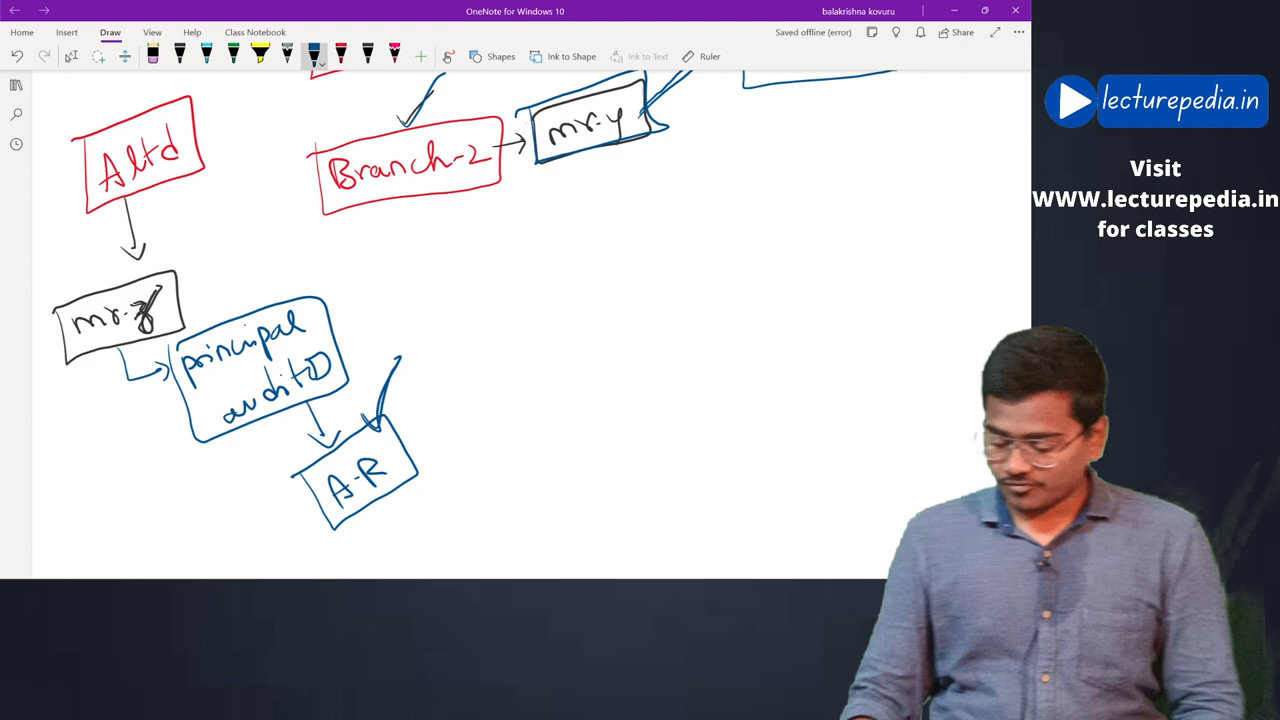 OneNote for Windows 10
balakrishna kovuru
Home Insert Draw View Help Class Notebook
Saved offline (error)
Share
Shapes
Ink to Shape
Ink to Text
Ruler
A ltd
Branch-2
mr.y
mr.z
principal
auditor
A.R
lecturepedia.in
Visit
WWW.lecturepedia.in
for classes